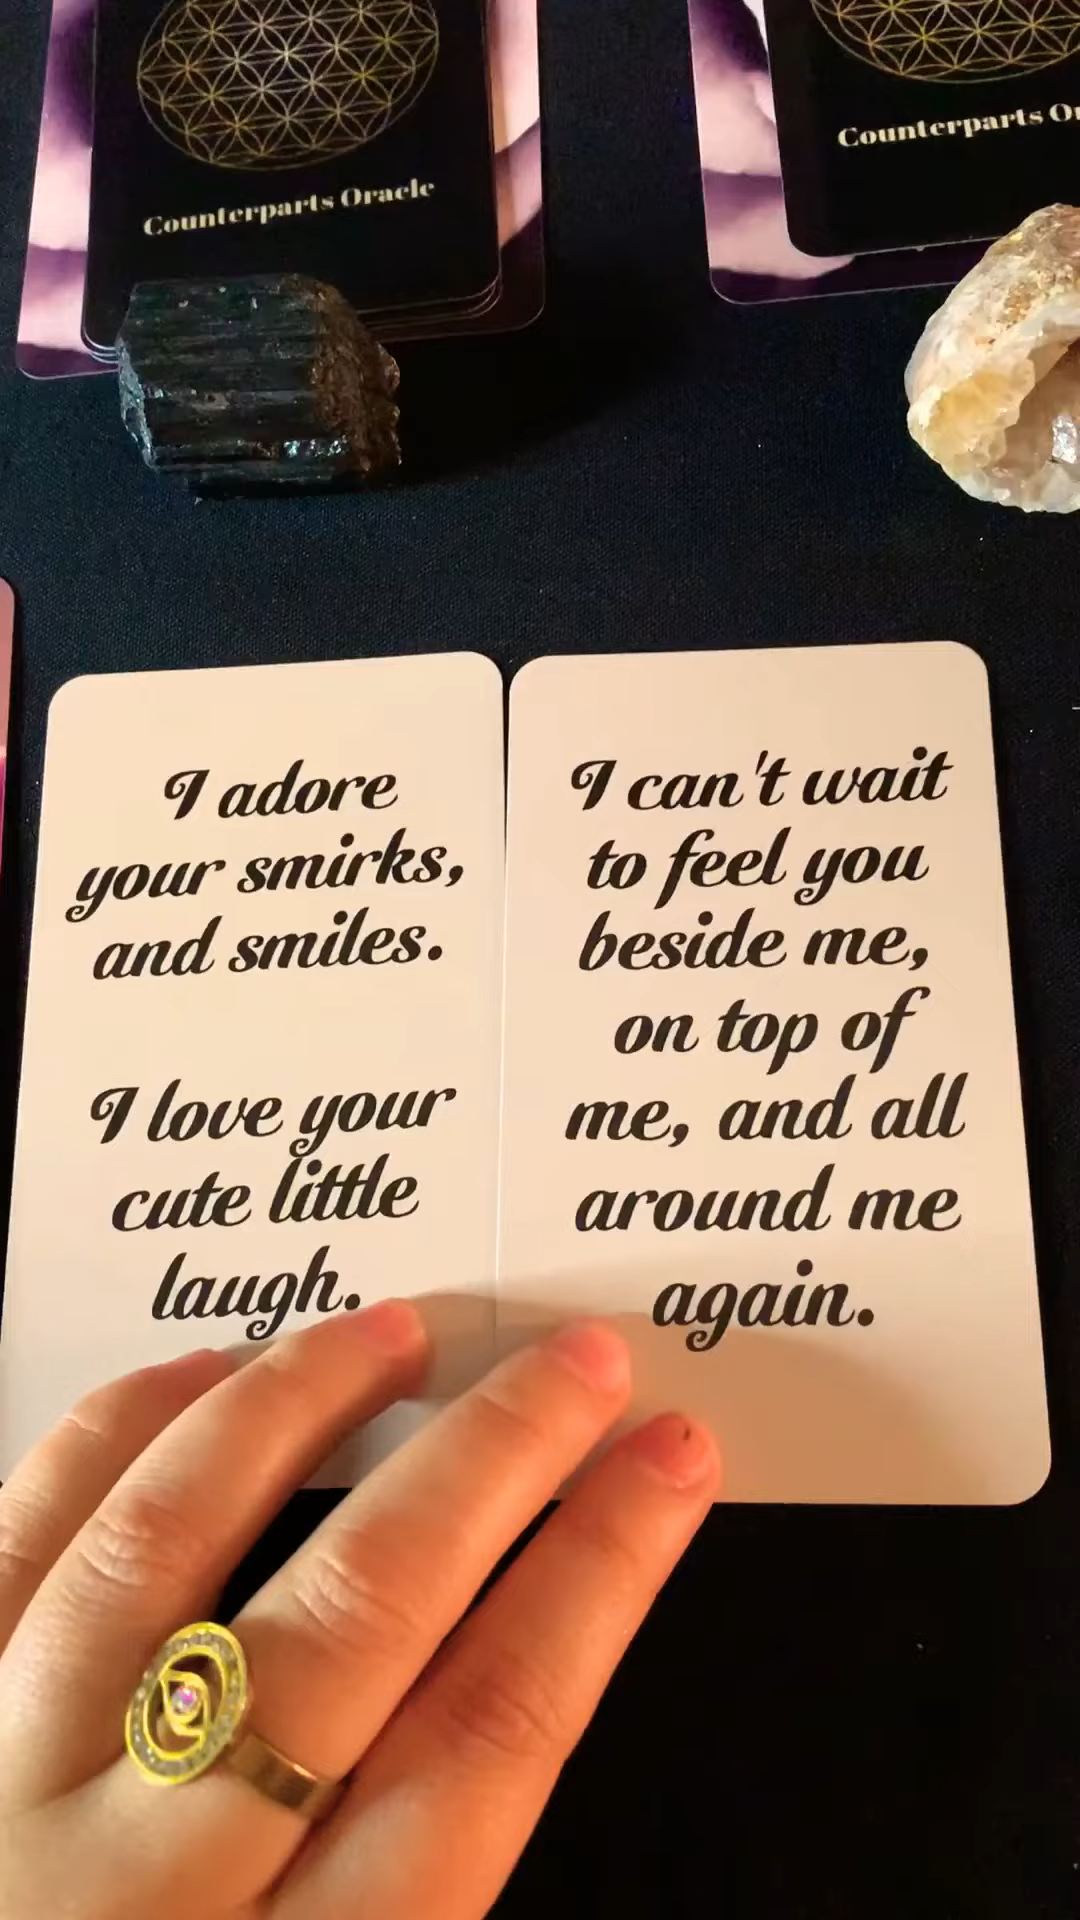 Counterparts Oracle
Counterparts
I adore
your smirks,
and smiles.
I love your
cute little
laugh.
I can't wait
to feel you
beside me,
on top of
me, and all
around me
again.